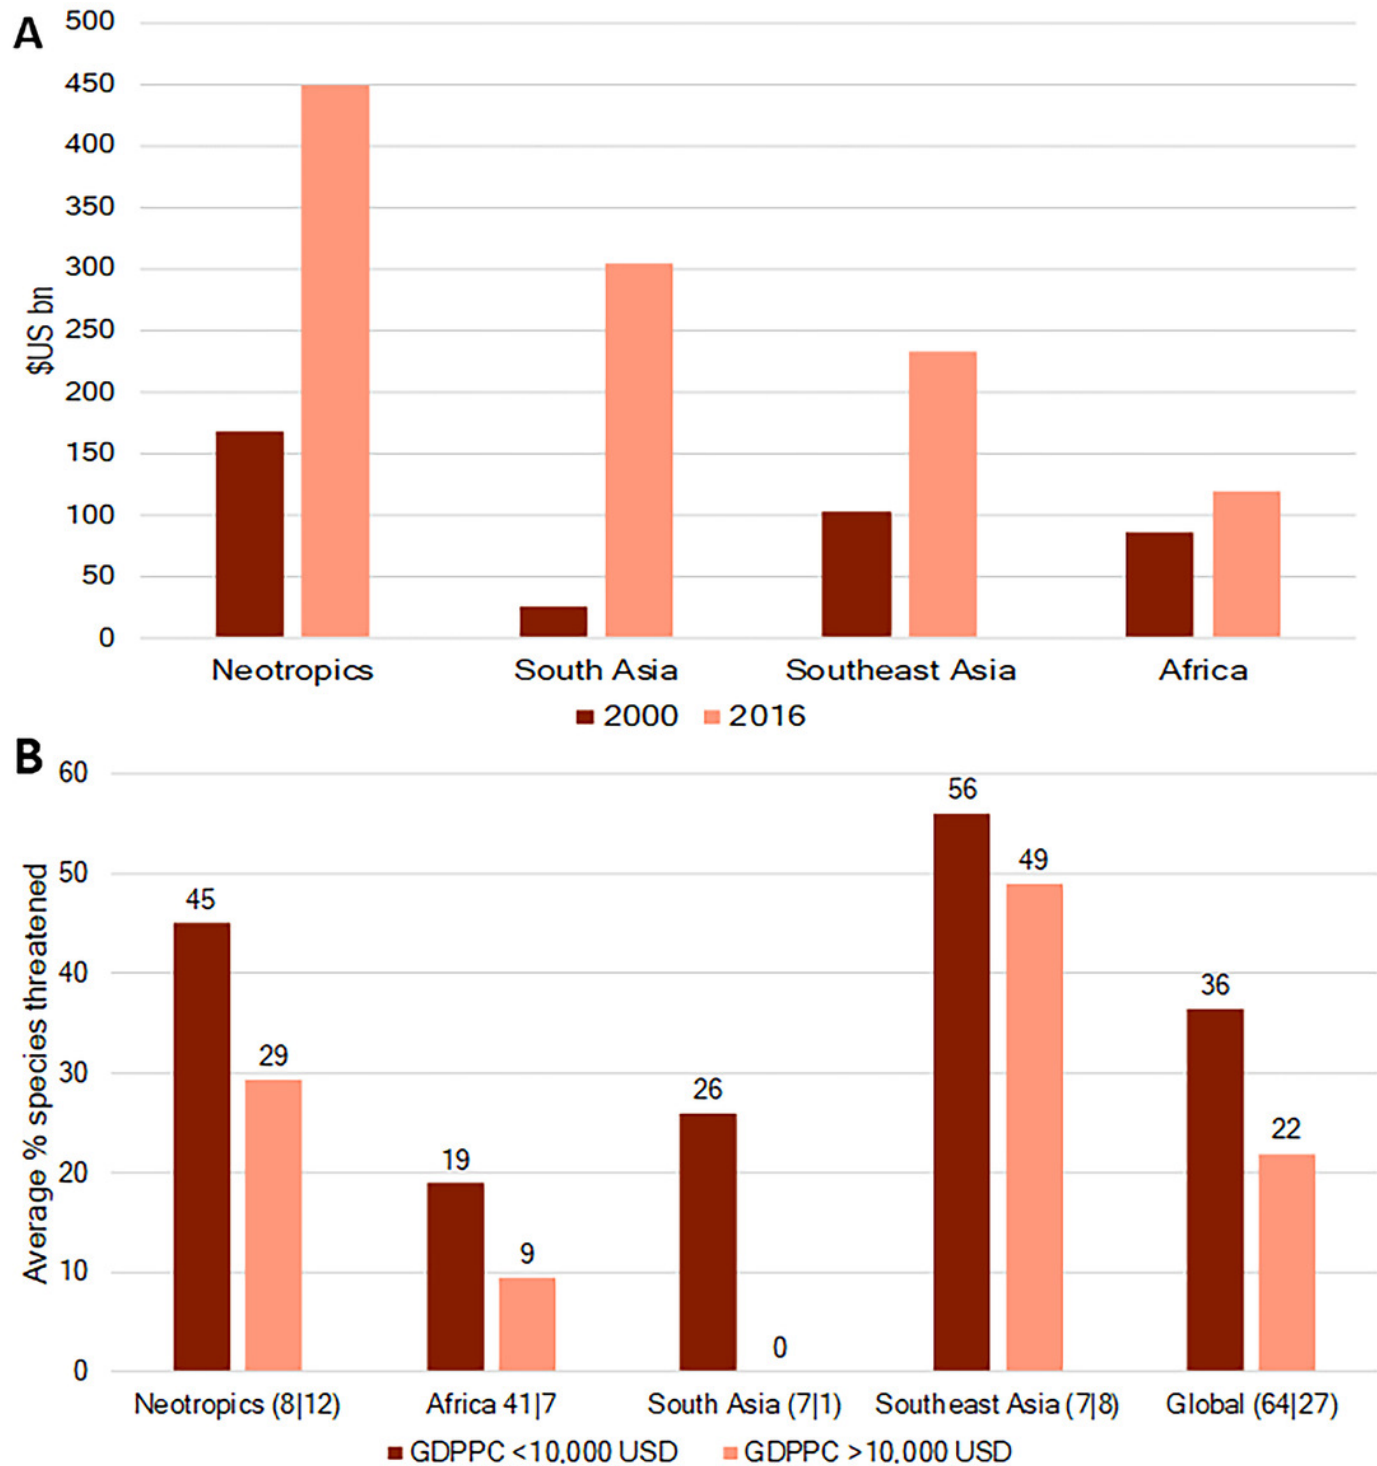 A
500
450
400
350
300
250
200
150
100
50
0
$US bn
Neotropics South Asia Southeast Asia Africa
2000 2016
B
60
50
40
30
20
10
0
Average % species threatened
45 29 19 9 26 0 56 49 36 22
Neotropics (8|12) Africa 41|7 South Asia (7|1) Southeast Asia (7|8) Global (64|27)
GDPPC <10,000 USD GDPPC >10,000 USD